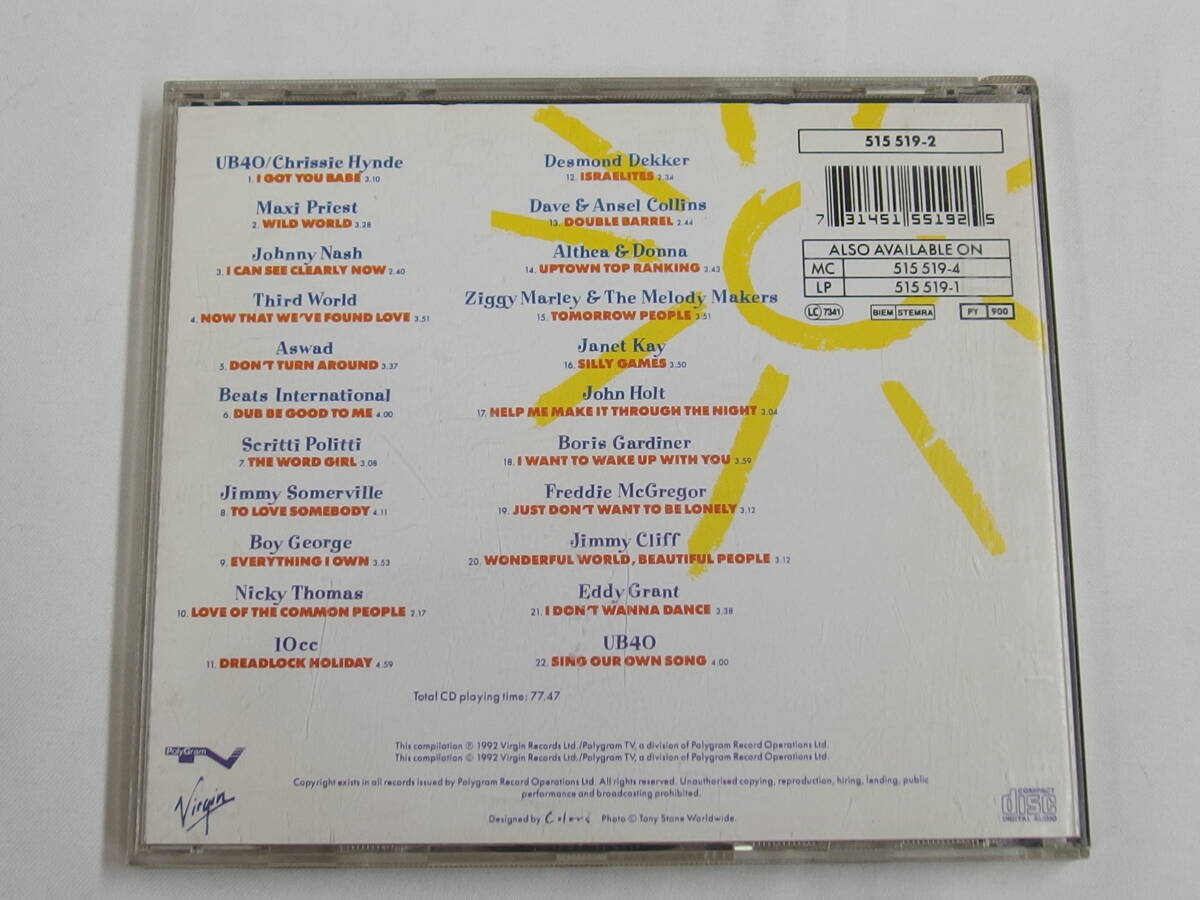 UB40/Chrissie Hynde
1. I GOT YOU BABE 3.10
Maxi Priest
2. WILD WORLD 3.28
Johnny Nash
3. I CAN SEE CLEARLY NOW 2.40
Third World
4. NOW THAT WE'VE FOUND LOVE 3.51
Aswad
5. DON'T TURN AROUND 3.37
Beats International
6. DUB BE GOOD TO ME 4.00
Scritti Politti
7. THE WORD GIRL 3.08
Jimmy Somerville
8. TO LOVE SOMEBODY 4.11
Boy George
9. EVERYTHING I OWN 3.53
Nicky Thomas
10. LOVE OF THE COMMON PEOPLE 2.17
10cc
11. DREADLOCK HOLIDAY 4.59
Desmond Dekker
12. ISRAELITES 2.34
Dave & Ansel Collins
13. DOUBLE BARREL 2.44
Althea & Donna
14. UPTOWN TOP RANKING 3.43
Ziggy Marley & The Melody Makers
15. TOMORROW PEOPLE 3.51
Janet Kay
16. SILLY GAMES 3.50
John Holt
17. HELP ME MAKE IT THROUGH THE NIGHT 3.04
Boris Gardiner
18. I WANT TO WAKE UP WITH YOU 3.59
Freddie McGregor
19. JUST DON'T WANT TO BE LONELY 3.12
Jimmy Cliff
20. WONDERFUL WORLD, BEAUTIFUL PEOPLE 3.12
Eddy Grant
21. I DON'T WANNA DANCE 3.38
UB40
22. SING OUR OWN SONG 4.00
515 519-2
7 31451 55192 5
ALSO AVAILABLE ON
MC 515 519-4
LP 515 519-1
LC 7341 BIEM STEMRA PY 900
Total CD playing time: 77.47
PolyGram
Virgin
This compilation ℗ 1992 Virgin Records Ltd./Polygram TV, a division of Polygram Record Operations Ltd.
This compilation © 1992 Virgin Records Ltd./Polygram TV, a division of Polygram Record Operations Ltd.
Copyright exists in all records issued by Polygram Record Operations Ltd. All rights reserved. Unauthorised copying, reproduction, hiring, lending, public
performance and broadcasting prohibited.
Designed by Colors Photo © Tony Stone Worldwide.
COMPACT
disc
DIGITAL AUDIO